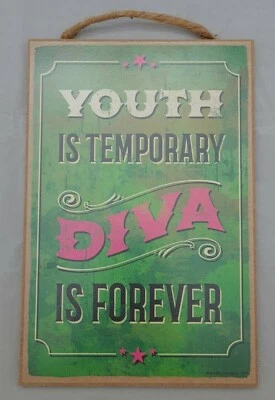 YOUTH
IS TEMPORARY
DIVA
IS FOREVER